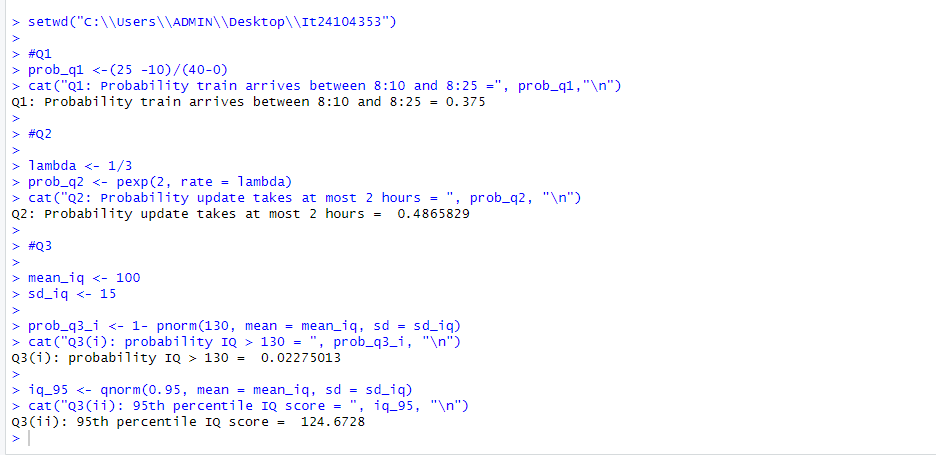 > setwd("C:\\Users\\ADMIN\\Desktop\\It24104353")
>
> #Q1
> prob_q1 <-(25 -10)/(40-0)
> cat("Q1: Probability train arrives between 8:10 and 8:25 =", prob_q1,"\n")
Q1: Probability train arrives between 8:10 and 8:25 = 0.375
>
> #Q2
>
> lambda <- 1/3
> prob_q2 <- pexp(2, rate = lambda)
> cat("Q2: Probability update takes at most 2 hours = ", prob_q2, "\n")
Q2: Probability update takes at most 2 hours =  0.4865829
>
> #Q3
>
> mean_iq <- 100
> sd_iq <- 15
>
> prob_q3_i <- 1- pnorm(130, mean = mean_iq, sd = sd_iq)
> cat("Q3(i): probability IQ > 130 = ", prob_q3_i, "\n")
Q3(i): probability IQ > 130 =  0.02275013
>
> iq_95 <- qnorm(0.95, mean = mean_iq, sd = sd_iq)
> cat("Q3(ii): 95th percentile IQ score = ", iq_95, "\n")
Q3(ii): 95th percentile IQ score =  124.6728
>